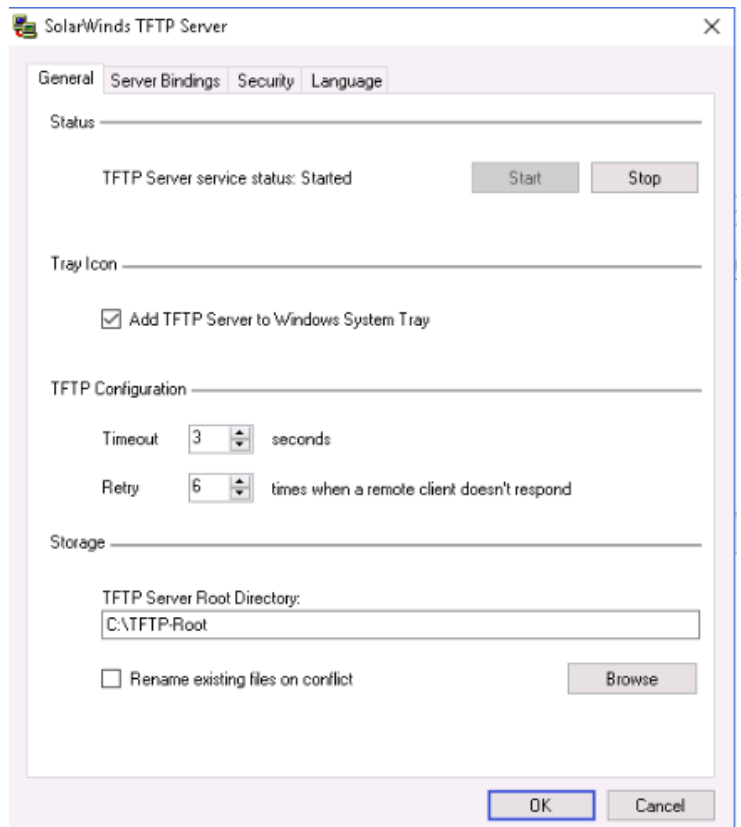 SolarWinds TFTP Server
General Server Bindings Security Language
Status
TFTP Server service status: Started Start Stop
Tray Icon
Add TFTP Server to Windows System Tray
TFTP Configuration
Timeout 3 seconds
Retry 6 times when a remote client doesn't respond
Storage
TFTP Server Root Directory:
C:\TFTP-Root
Rename existing files on conflict Browse
OK Cancel